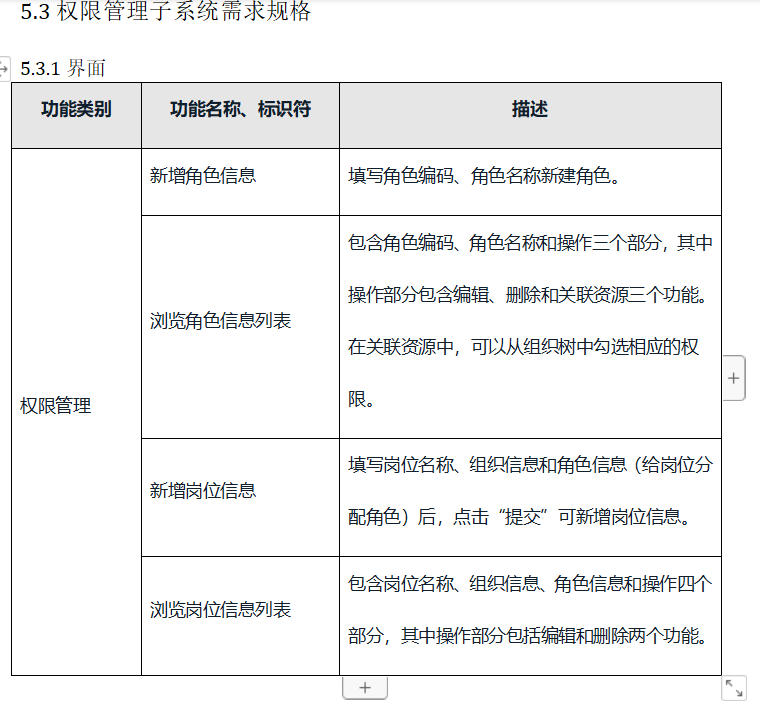 5.3 权限管理子系统需求规格
5.3.1 界面
功能类别
功能名称、标识符
描述
权限管理
新增角色信息
填写角色编码、角色名称新建角色。
浏览角色信息列表
包含角色编码、角色名称和操作三个部分，其中
操作部分包含编辑、删除和关联资源三个功能。
在关联资源中，可以从组织树中勾选相应的权
限。
新增岗位信息
填写岗位名称、组织信息和角色信息（给岗位分
配角色）后，点击“提交”可新增岗位信息。
浏览岗位信息列表
包含岗位名称、组织信息、角色信息和操作四个
部分，其中操作部分包括编辑和删除两个功能。